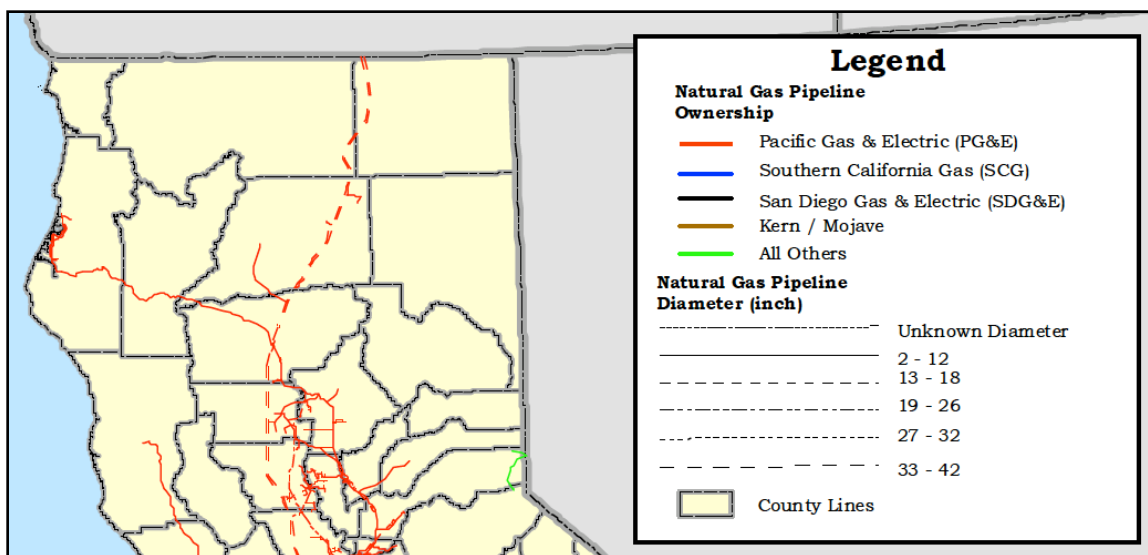 Legend
Natural Gas Pipeline
Ownership
Pacific Gas & Electric (PG&E)
Southern California Gas (SCG)
San Diego Gas & Electric (SDG&E)
Kern / Mojave
All Others
Natural Gas Pipeline
Diameter (inch)
Unknown Diameter
2 - 12
13 - 18
19 - 26
27 - 32
33 - 42
County Lines